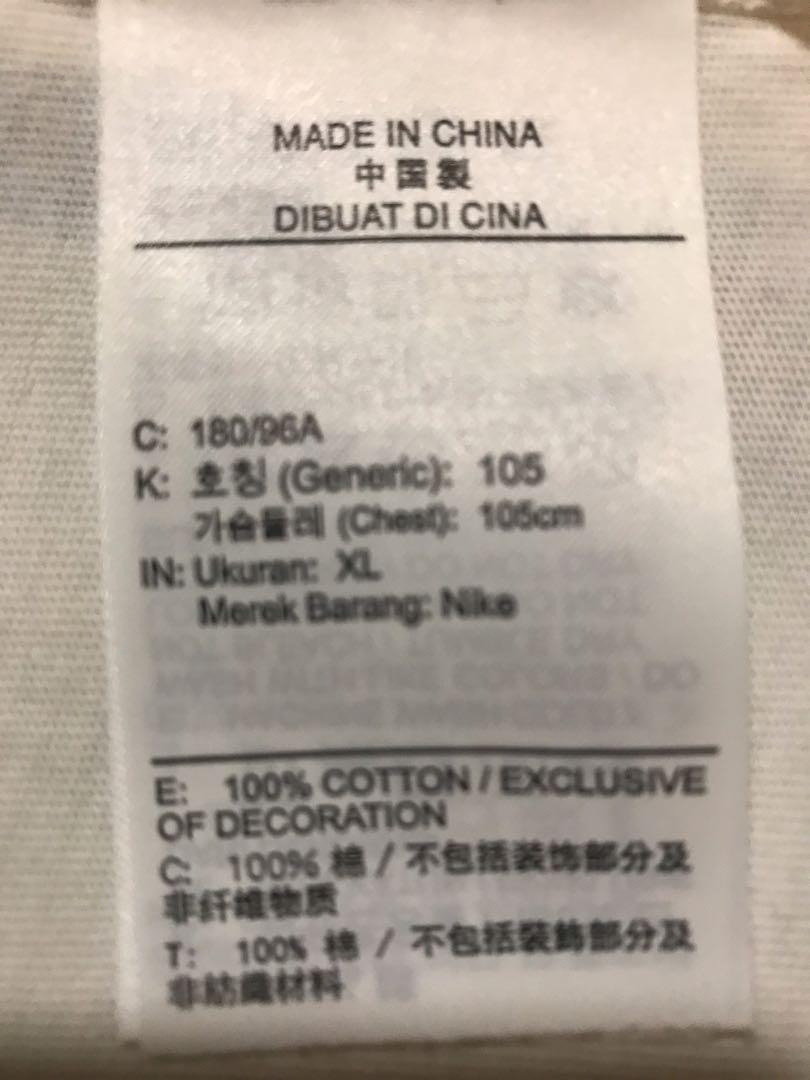 MADE IN CHINA
中国製
DIBUAT DI CINA
C: 180/96A
K: 호칭 (Generic): 105
가슴둘레 (Chest): 105cm
IN: Ukuran: XL
Merek Barang: Nike
E: 100% COTTON / EXCLUSIVE
OF DECORATION
C: 100% 棉 / 不包括装饰部分及
非纤维物质
T: 100% 棉 / 不包括裝飾部分及
非紡織材料